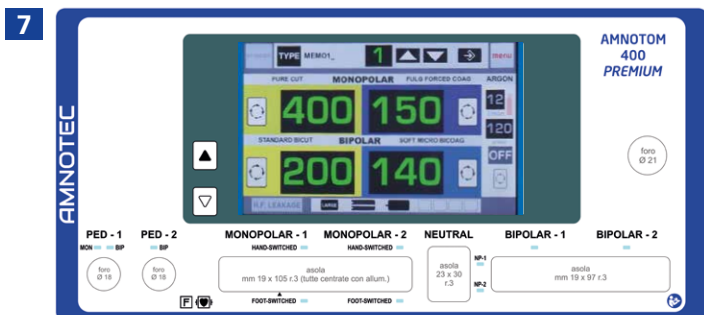 7
AMNOTEC
AMNOTOM
400
PREMIUM
TYPE MEMO1_ 1 menu
PURE CUT MONOPOLAR FULG FORCED COAG ARGON
400 150 12
120
STANDARD BICUT BIPOLAR SOFT MICRO BICOAG
200 140 OFF
H.F. LEAKAGE LARGE
foro
Ø 21
PED - 1 PED - 2 MONOPOLAR - 1 MONOPOLAR - 2 NEUTRAL BIPOLAR - 1 BIPOLAR - 2
MON BIP BIP HAND-SWITCHED HAND-SWITCHED
foro
Ø 18
foro
Ø 18
asola
mm 19 x 105 r.3 (tutte centrate con allum.)
asola
23 x 30
r.3
NP-1
NP-2
asola
mm 19 x 97 r.3
F
FOOT-SWITCHED FOOT-SWITCHED